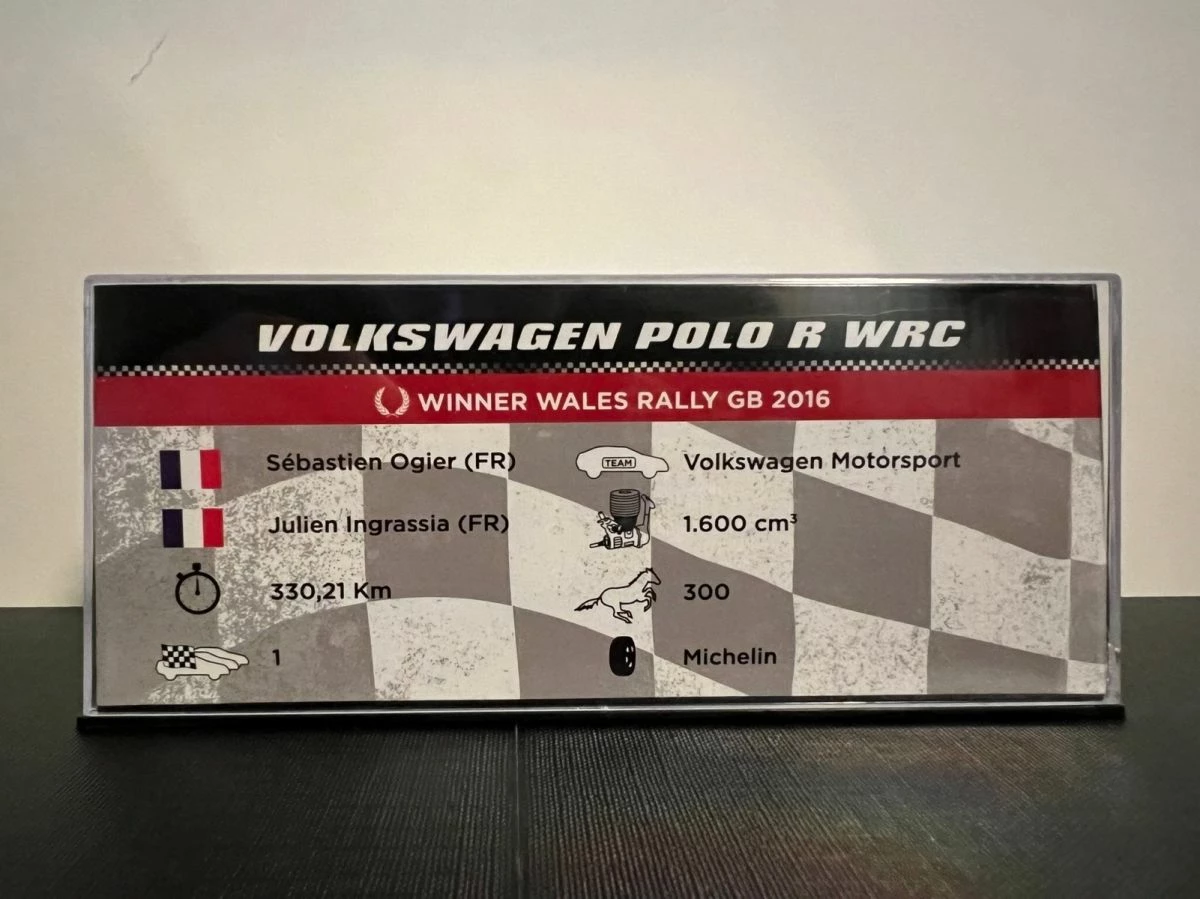 VOLKSWAGEN POLO R WRC
WINNER WALES RALLY GB 2016
Sébastien Ogier (FR)
Julien Ingrassia (FR)
330,21 Km
1
TEAM
Volkswagen Motorsport
1.600 cm³
300
Michelin